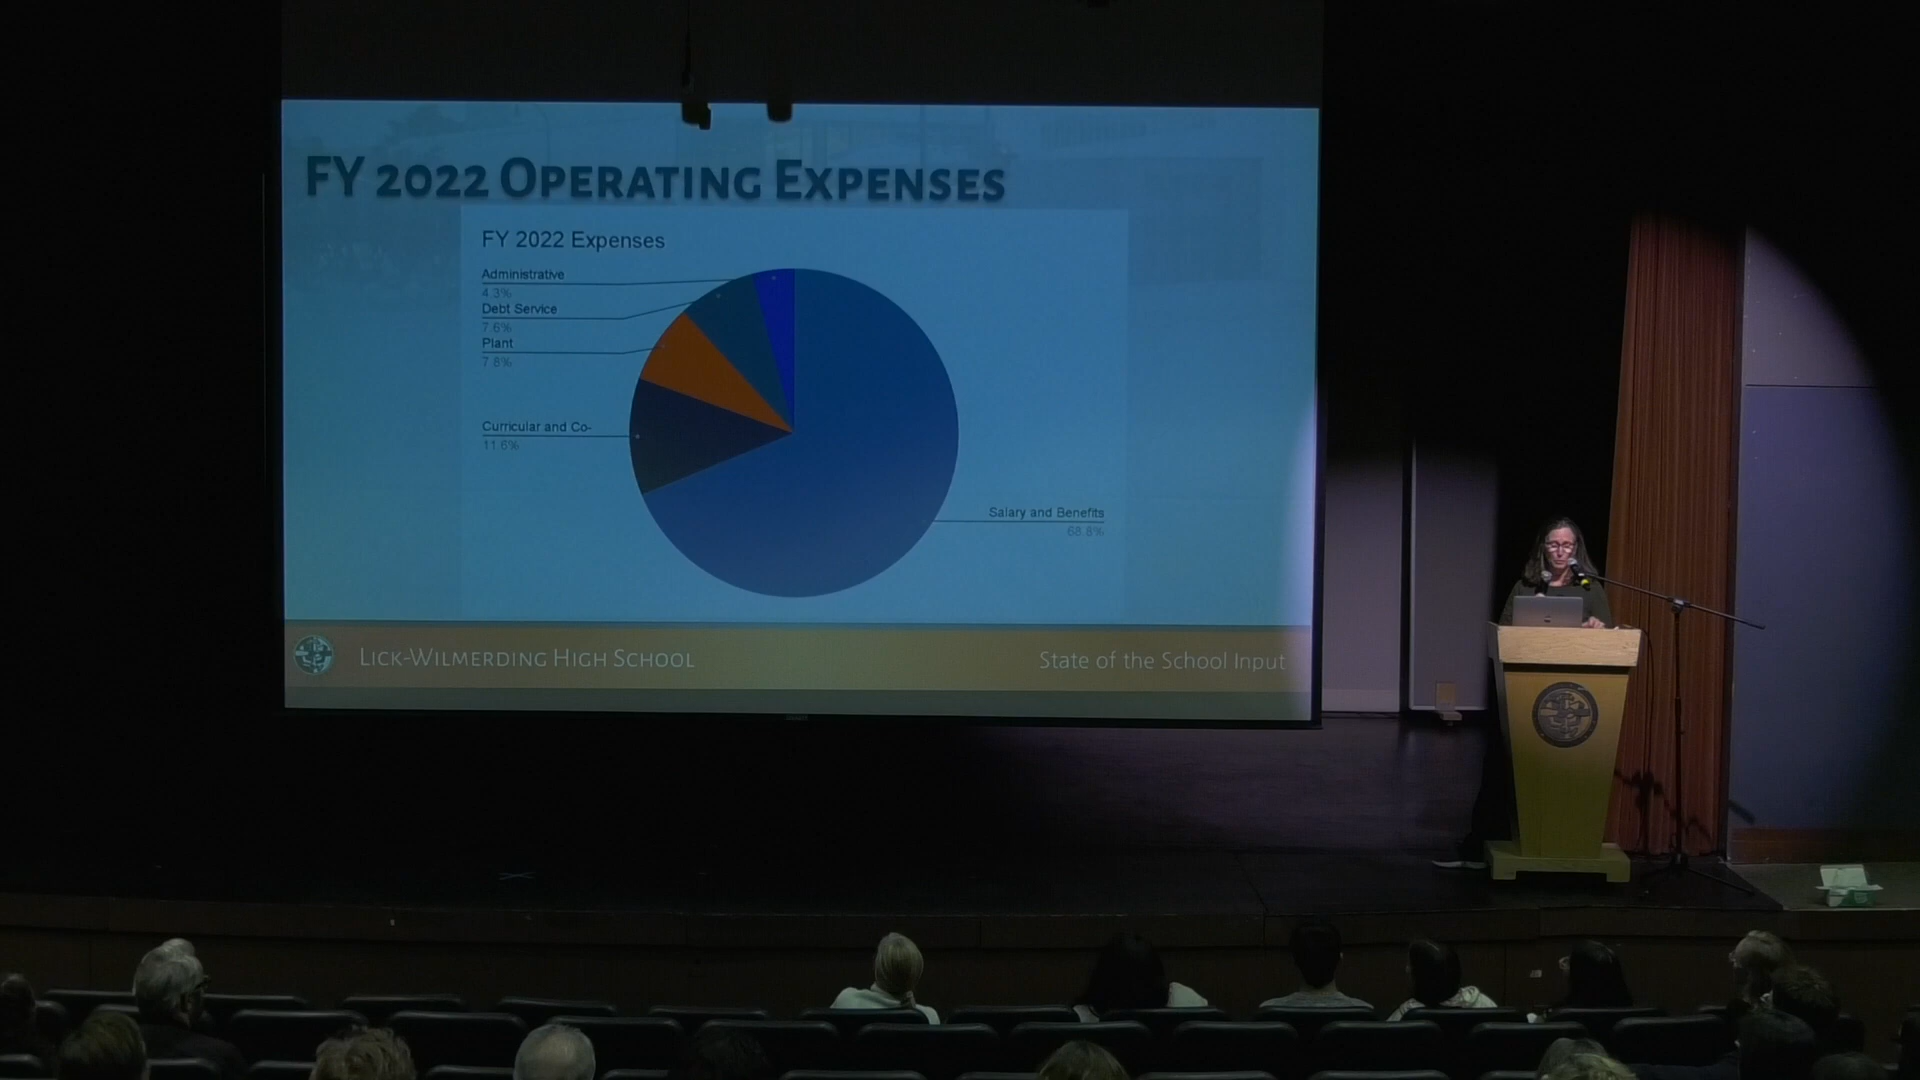 FY 2022 Operating Expenses
FY 2022 Expenses
Administrative
4.3%
Debt Service
7.6%
Plant
7.8%
Curricular and Co-
11.6%
Salary and Benefits
68.8%
Lick-Wilmerding High School
State of the School Input